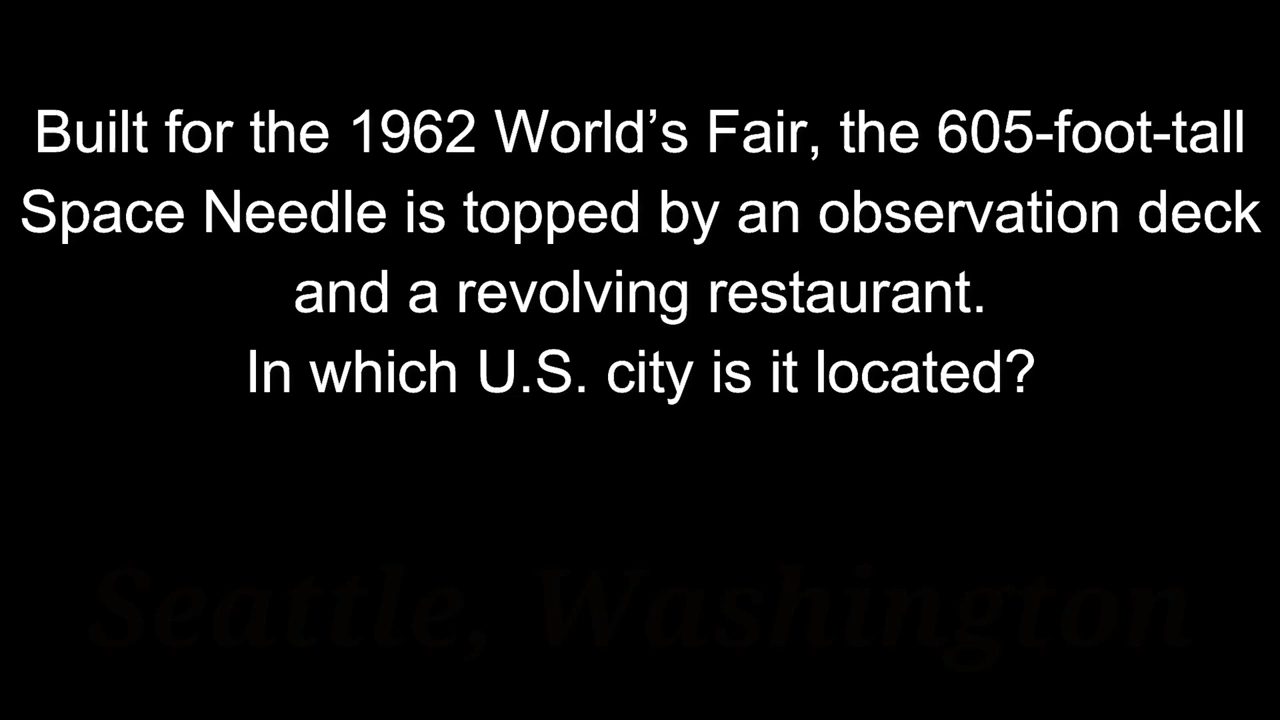 Built for the 1962 World’s Fair, the 605-foot-tall
Space Needle is topped by an observation deck
and a revolving restaurant.
In which U.S. city is it located?
Seattle, Washington